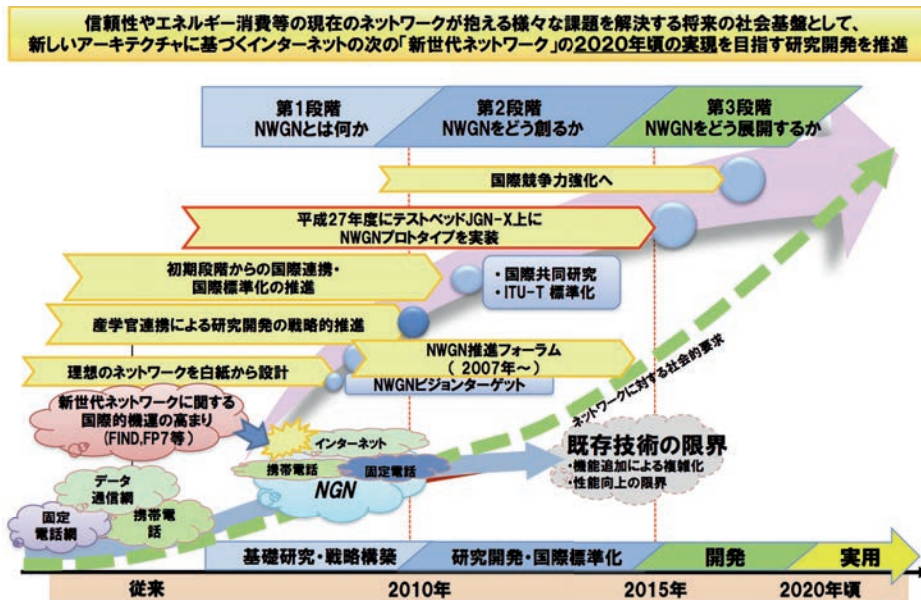 信頼性やエネルギー消費等の現在のネットワークが抱える様々な課題を解決する将来の社会基盤として、
新しいアーキテクチャに基づくインターネットの次の「新世代ネットワーク」の2020年頃の実現を目指す研究開発を推進
第1段階
NWGNとは何か
第2段階
NWGNをどう創るか
第3段階
NWGNをどう展開するか
国際競争力強化へ
平成27年度にテストベッドJGN-X上に
NWGNプロトタイプを実装
初期段階からの国際連携・
国際標準化の推進
・国際共同研究
・ITU-T 標準化
産学官連携による研究開発の戦略的推進
NWGN推進フォーラム
(2007年~)
理想のネットワークを白紙から設計
NWGNビジョンターゲット
ネットワークに対する社会的要求
新世代ネットワークに関する
国際的機運の高まり
(FIND,FP7等)
インターネット
携帯電話
固定電話
NGN
既存技術の限界
・機能追加による複雑化
・性能向上の限界
データ
通信網
固定
電話網
携帯電
話
基礎研究・戦略構築
研究開発・国際標準化
開発
実用
従来
2010年
2015年
2020年頃